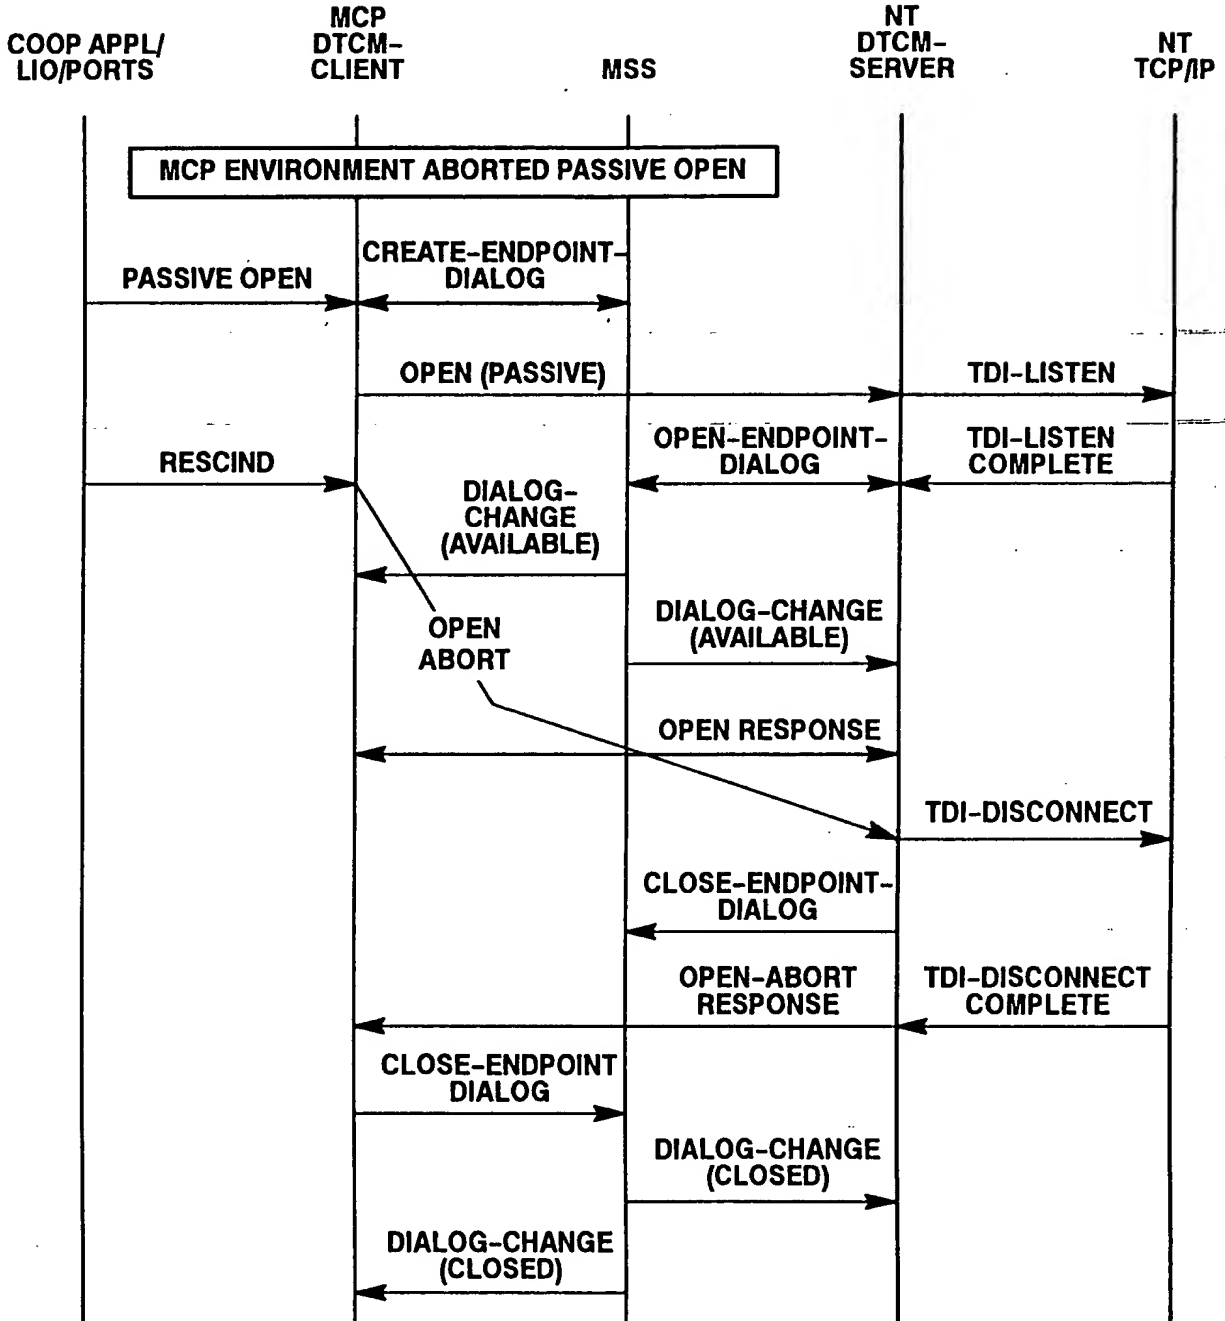 COOP APPL/
LIO/PORTS
MCP
DTCM-
CLIENT
MSS
NT
DTCM-
SERVER
NT
TCP/IP
MCP ENVIRONMENT ABORTED PASSIVE OPEN
PASSIVE OPEN
CREATE-ENDPOINT-
DIALOG
OPEN (PASSIVE)
TDI-LISTEN
RESCIND
OPEN-ENDPOINT-
DIALOG
TDI-LISTEN
COMPLETE
DIALOG-
CHANGE
(AVAILABLE)
DIALOG-CHANGE
(AVAILABLE)
OPEN
ABORT
OPEN RESPONSE
TDI-DISCONNECT
CLOSE-ENDPOINT-
DIALOG
OPEN-ABORT
RESPONSE
TDI-DISCONNECT
COMPLETE
CLOSE-ENDPOINT
DIALOG
DIALOG-CHANGE
(CLOSED)
DIALOG-CHANGE
(CLOSED)